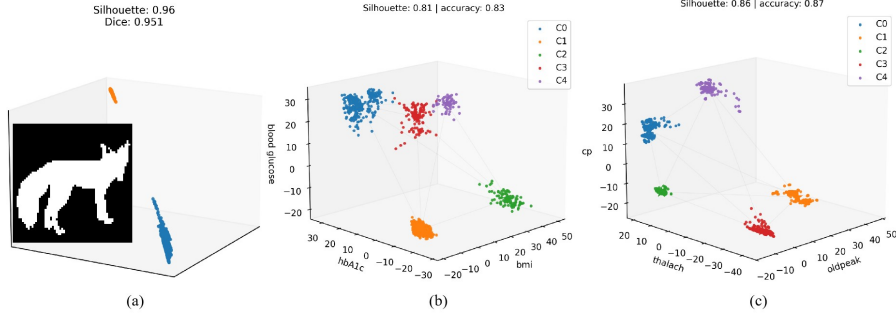 Silhouette: 0.96
Dice: 0.951
(a)
Silhouette: 0.81 | accuracy: 0.83
C0
C1
C2
C3
C4
30
20
10
0
-10
-20
blood glucose
30
20
10
0
-10
-20
-30
hbA1c
-20
-10
0
10
20
30
40
50
bmi
(b)
Silhouette: 0.86 | accuracy: 0.87
C0
C1
C2
C3
C4
30
20
10
0
-10
-20
cp
20
10
0
-10
-20
-30
-40
thalach
-20
-10
0
10
20
30
40
50
oldpeak
(c)